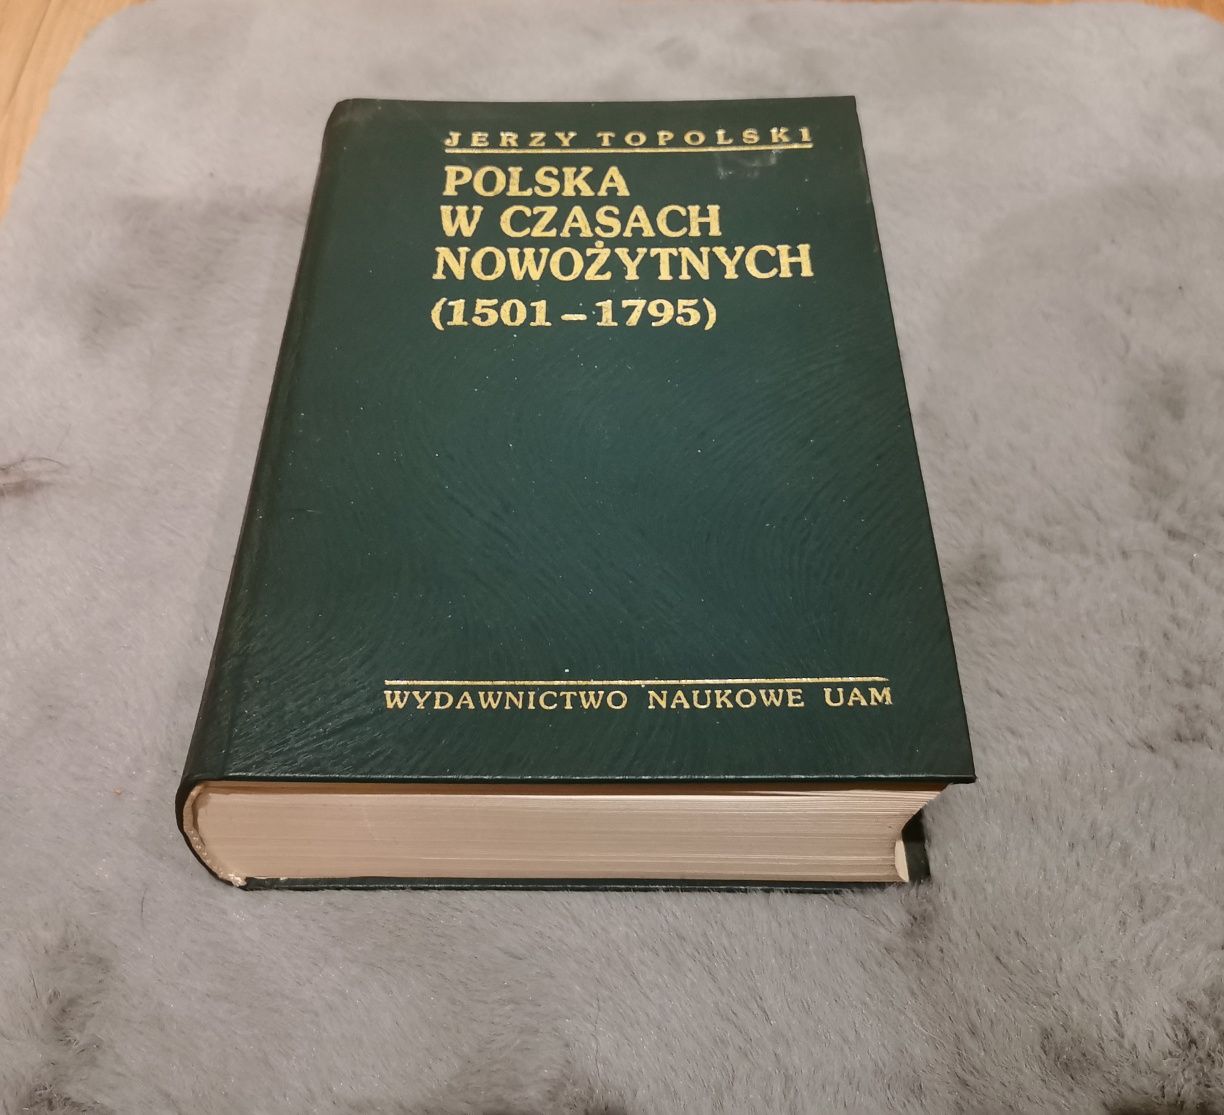 JERZY TOPOLSKI
POLSKA
W CZASACH
NOWOŻYTNYCH
(1501–1795)
WYDAWNICTWO NAUKOWE UAM